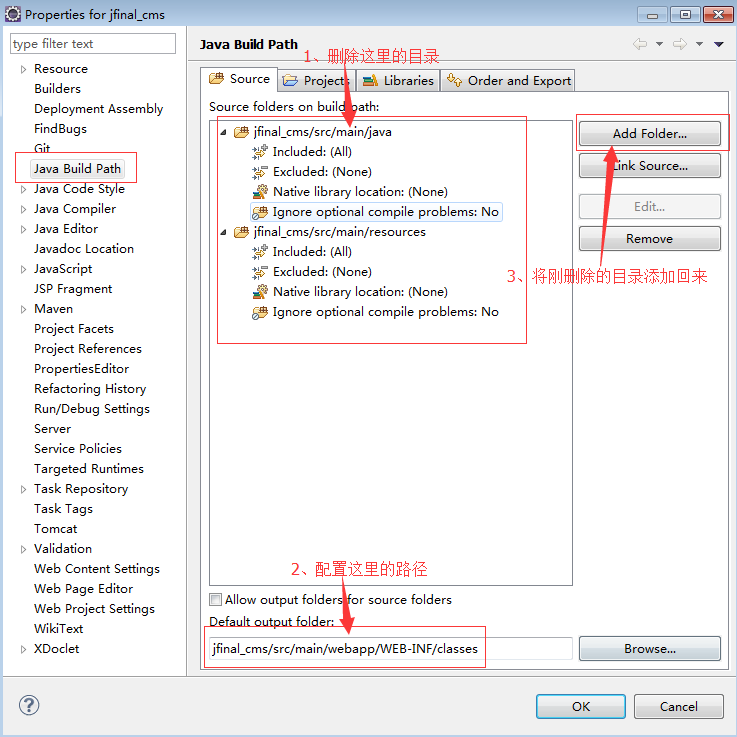 Properties for jfinal_cms
type filter text
Resource
Builders
Deployment Assembly
FindBugs
Git
Java Build Path
Java Code Style
Java Compiler
Java Editor
Javadoc Location
JavaScript
JSP Fragment
Maven
Project Facets
Project References
PropertiesEditor
Refactoring History
Run/Debug Settings
Server
Service Policies
Targeted Runtimes
Task Repository
Task Tags
Tomcat
Validation
Web Content Settings
Web Page Editor
Web Project Settings
WikiText
XDoclet
Java Build Path
1、删除这里的目录
Source Projects Libraries Order and Export
Source folders on build path:
jfinal_cms/src/main/java
Included: (All)
Excluded: (None)
Native library location: (None)
Ignore optional compile problems: No
jfinal_cms/src/main/resources
Included: (All)
Excluded: (None)
Native library location: (None)
Ignore optional compile problems: No
Add Folder...
Link Source...
Edit...
Remove
3、将刚删除的目录添加回来
2、配置这里的路径
Allow output folders for source folders
Default output folder:
jfinal_cms/src/main/webapp/WEB-INF/classes
Browse...
?
OK
Cancel